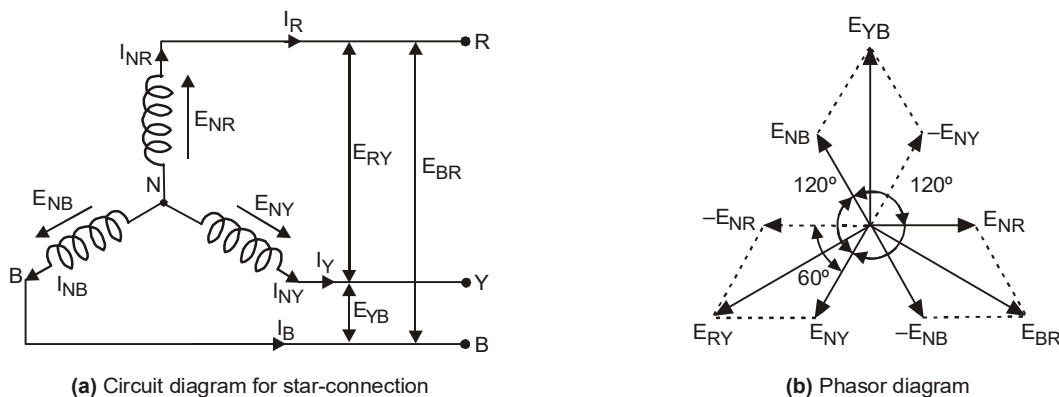 I_R
R
I_NR
E_NR
N
E_RY
E_BR
E_NB
E_NY
B
I_NB
I_NY
I_Y
Y
E_YB
I_B
B
(a) Circuit diagram for star-connection
E_YB
E_NB
–E_NY
120º
120º
–E_NR
E_NR
60º
E_RY
E_NY
–E_NB
E_BR
(b) Phasor diagram